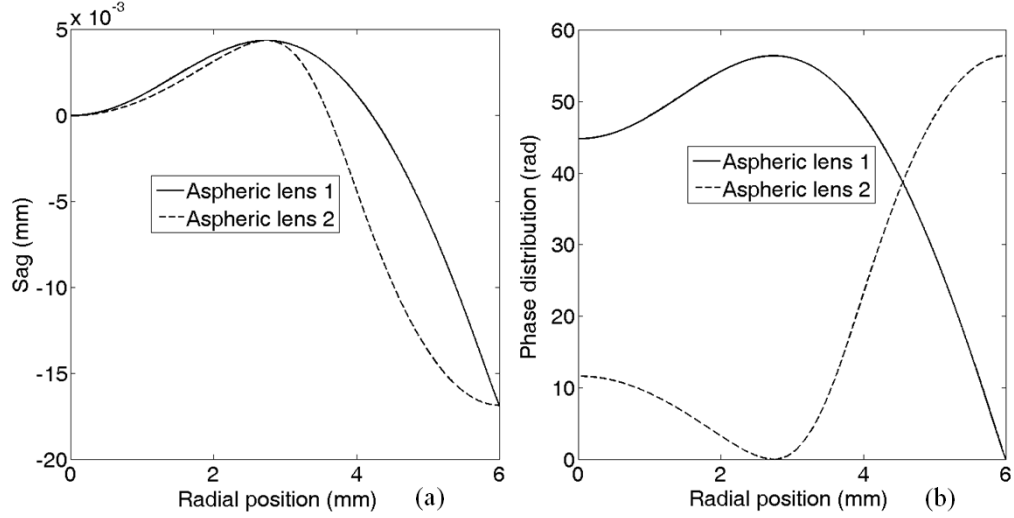 x 10⁻³
5
0
-5
-10
-15
-20
0
2
4
6
Sag (mm)
Radial position (mm)
(a)
Aspheric lens 1
Aspheric lens 2
60
50
40
30
20
10
0
0
2
4
6
Phase distribution (rad)
Radial position (mm)
(b)
Aspheric lens 1
Aspheric lens 2